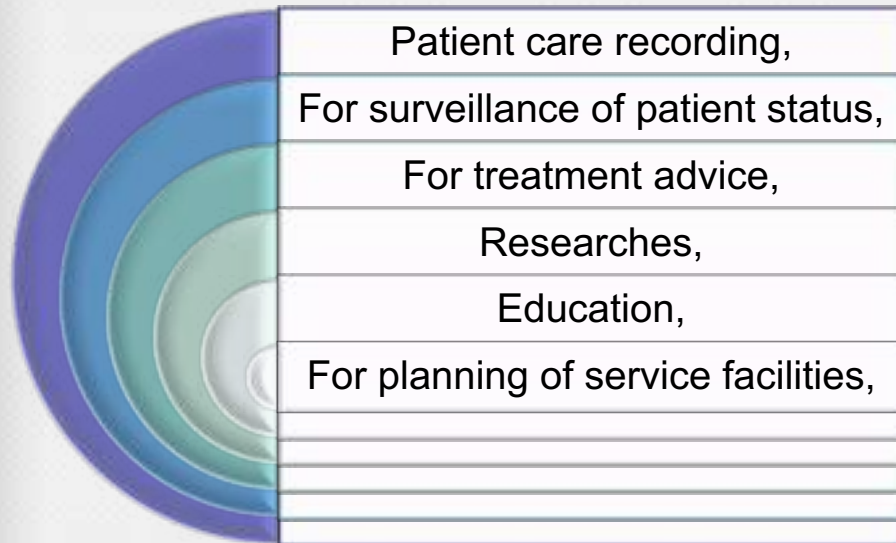 Patient care recording,
For surveillance of patient status,
For treatment advice,
Researches,
Education,
For planning of service facilities,